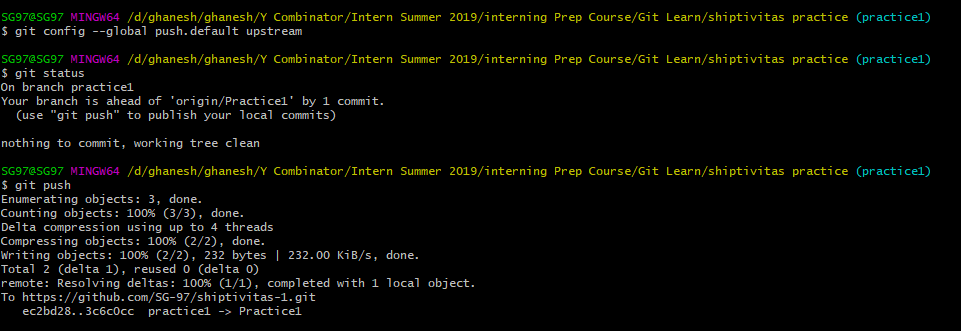 SG97@SG97 MINGW64 /d/ghanesh/ghanesh/Y Combinator/Intern Summer 2019/interning Prep Course/Git Learn/shiptivitas practice (practice1)
$ git config --global push.default upstream
SG97@SG97 MINGW64 /d/ghanesh/ghanesh/Y Combinator/Intern Summer 2019/interning Prep Course/Git Learn/shiptivitas practice (practice1)
$ git status
On branch practice1
Your branch is ahead of 'origin/Practice1' by 1 commit.
(use "git push" to publish your local commits)
nothing to commit, working tree clean
SG97@SG97 MINGW64 /d/ghanesh/ghanesh/Y Combinator/Intern Summer 2019/interning Prep Course/Git Learn/shiptivitas practice (practice1)
$ git push
Enumerating objects: 3, done.
Counting objects: 100% (3/3), done.
Delta compression using up to 4 threads
Compressing objects: 100% (2/2), done.
Writing objects: 100% (2/2), 232 bytes | 232.00 KiB/s, done.
Total 2 (delta 1), reused 0 (delta 0)
remote: Resolving deltas: 100% (1/1), completed with 1 local object.
To https://github.com/SG-97/shiptivitas-1.git
ec2bd28..3c6c0cc  practice1 -> Practice1